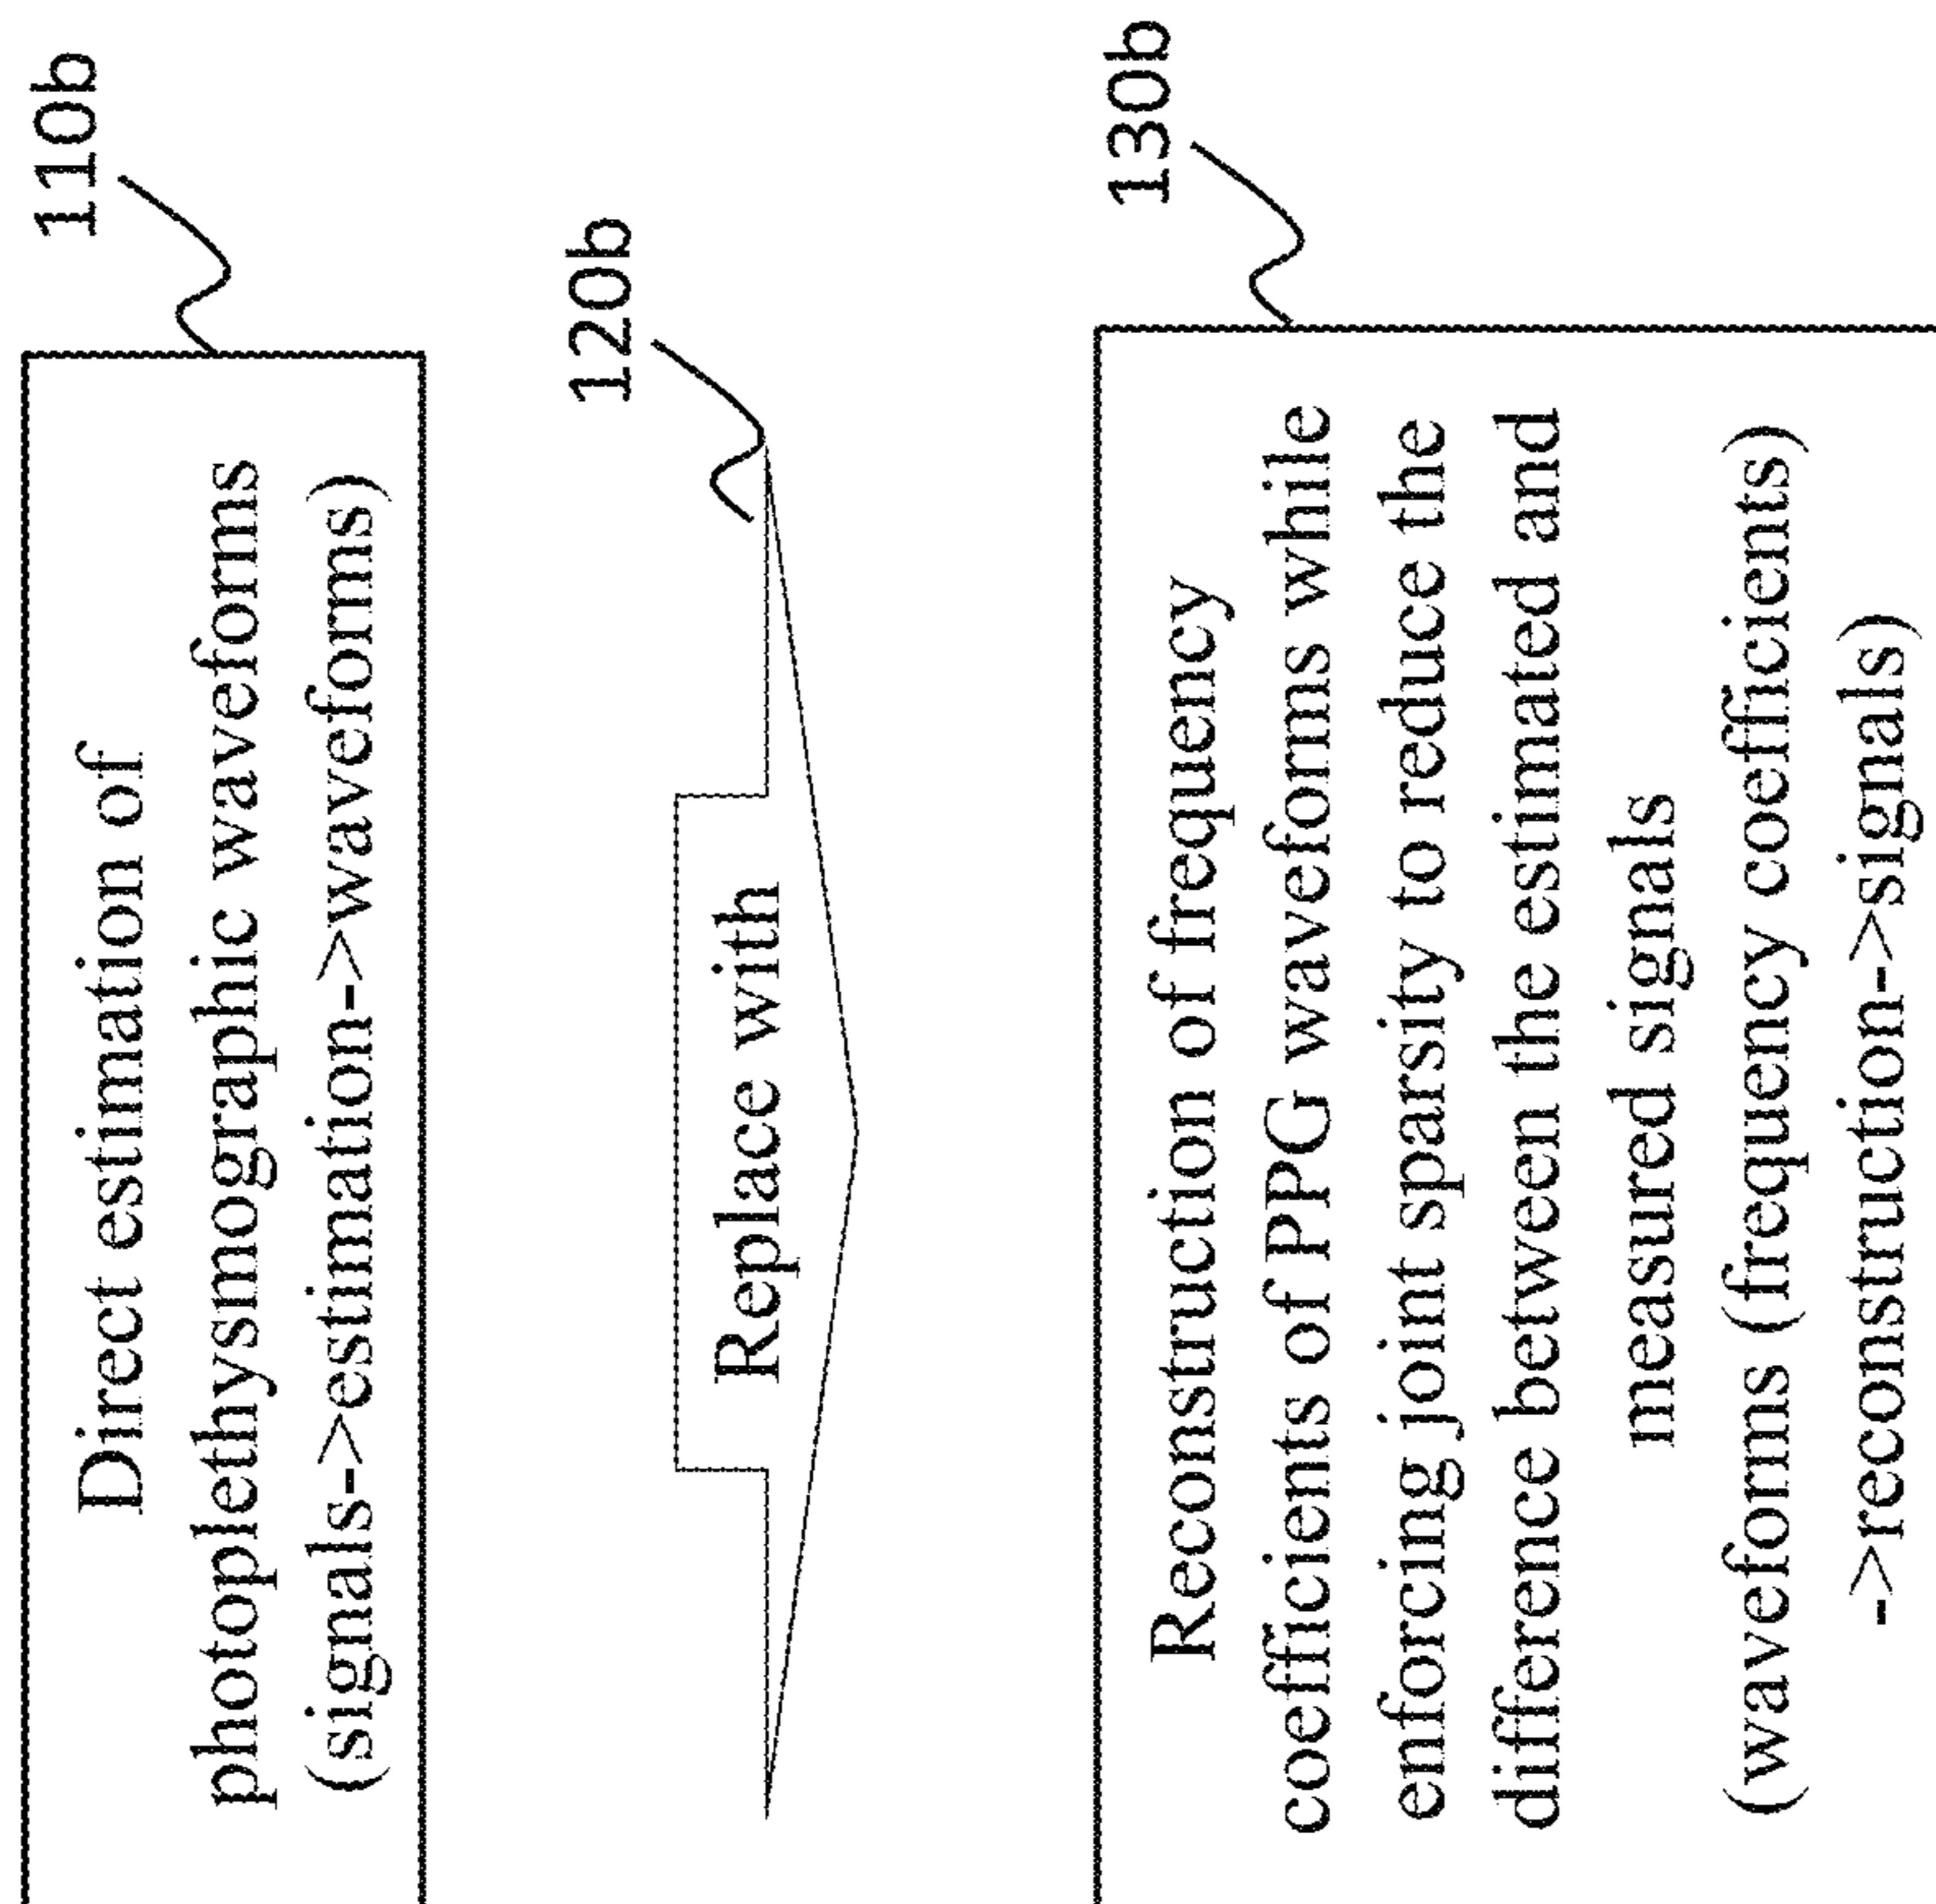 110b
Direct estimation of
photoplethysmographic waveforms
(signals->estimation->waveforms)
120b
Replace with
130b
Reconstruction of frequency
coefficients of PPG waveforms while
enforcing joint sparsity to reduce the
difference between the estimated and
measured signals
(waveforms (frequency coefficients)
->reconstruction->signals)